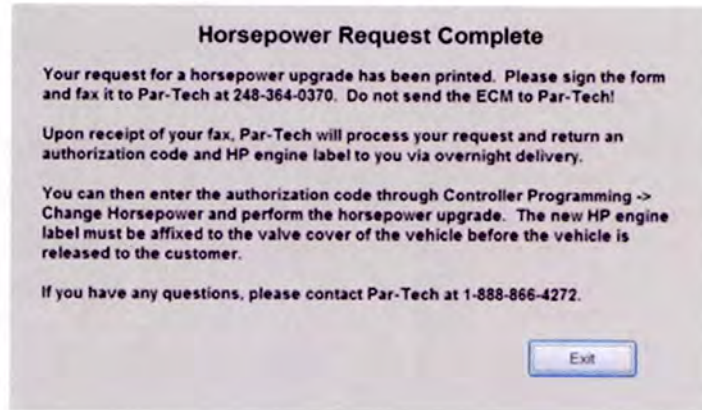 Horsepower Request Complete
Your request for a horsepower upgrade has been printed. Please sign the form
and fax it to Par-Tech at 248-364-0370. Do not send the ECM to Par-Tech!
Upon receipt of your fax, Par-Tech will process your request and return an
authorization code and HP engine label to you via overnight delivery.
You can then enter the authorization code through Controller Programming ->
Change Horsepower and perform the horsepower upgrade. The new HP engine
label must be affixed to the valve cover of the vehicle before the vehicle is
released to the customer.
If you have any questions, please contact Par-Tech at 1-888-866-4272.
Exit